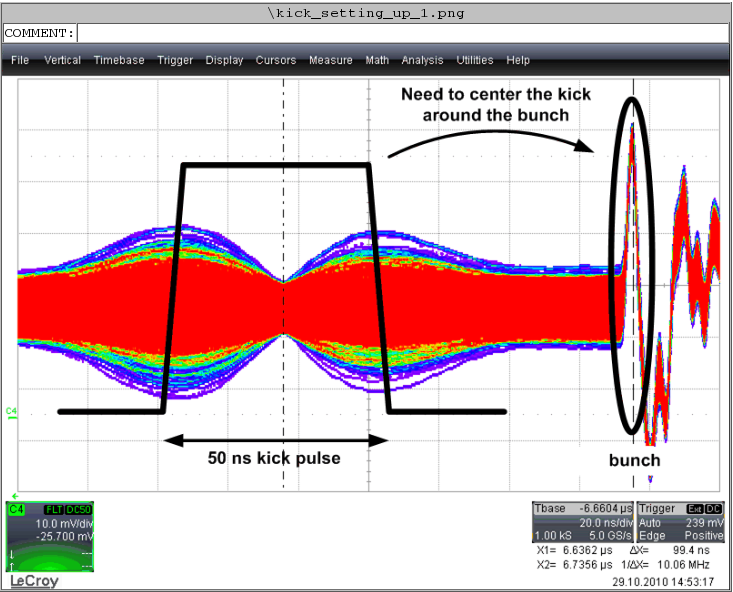 \kick_setting_up_1.png
COMMENT:
File Vertical Timebase Trigger Display Cursors Measure Math Analysis Utilities Help
Need to center the kick
around the bunch
C4
50 ns kick pulse
bunch
C4 FLT DC50
10.0 mV/div
-25.700 mV
Tbase -6.6604 µs
20.0 ns/div
1.00 kS 5.0 GS/s
Trigger Ext DC
Auto 239 mV
Edge Positive
X1= 6.6362 µs ΔX= 99.4 ns
X2= 6.7356 µs 1/ΔX= 10.06 MHz
LeCroy
29.10.2010 14:53:17